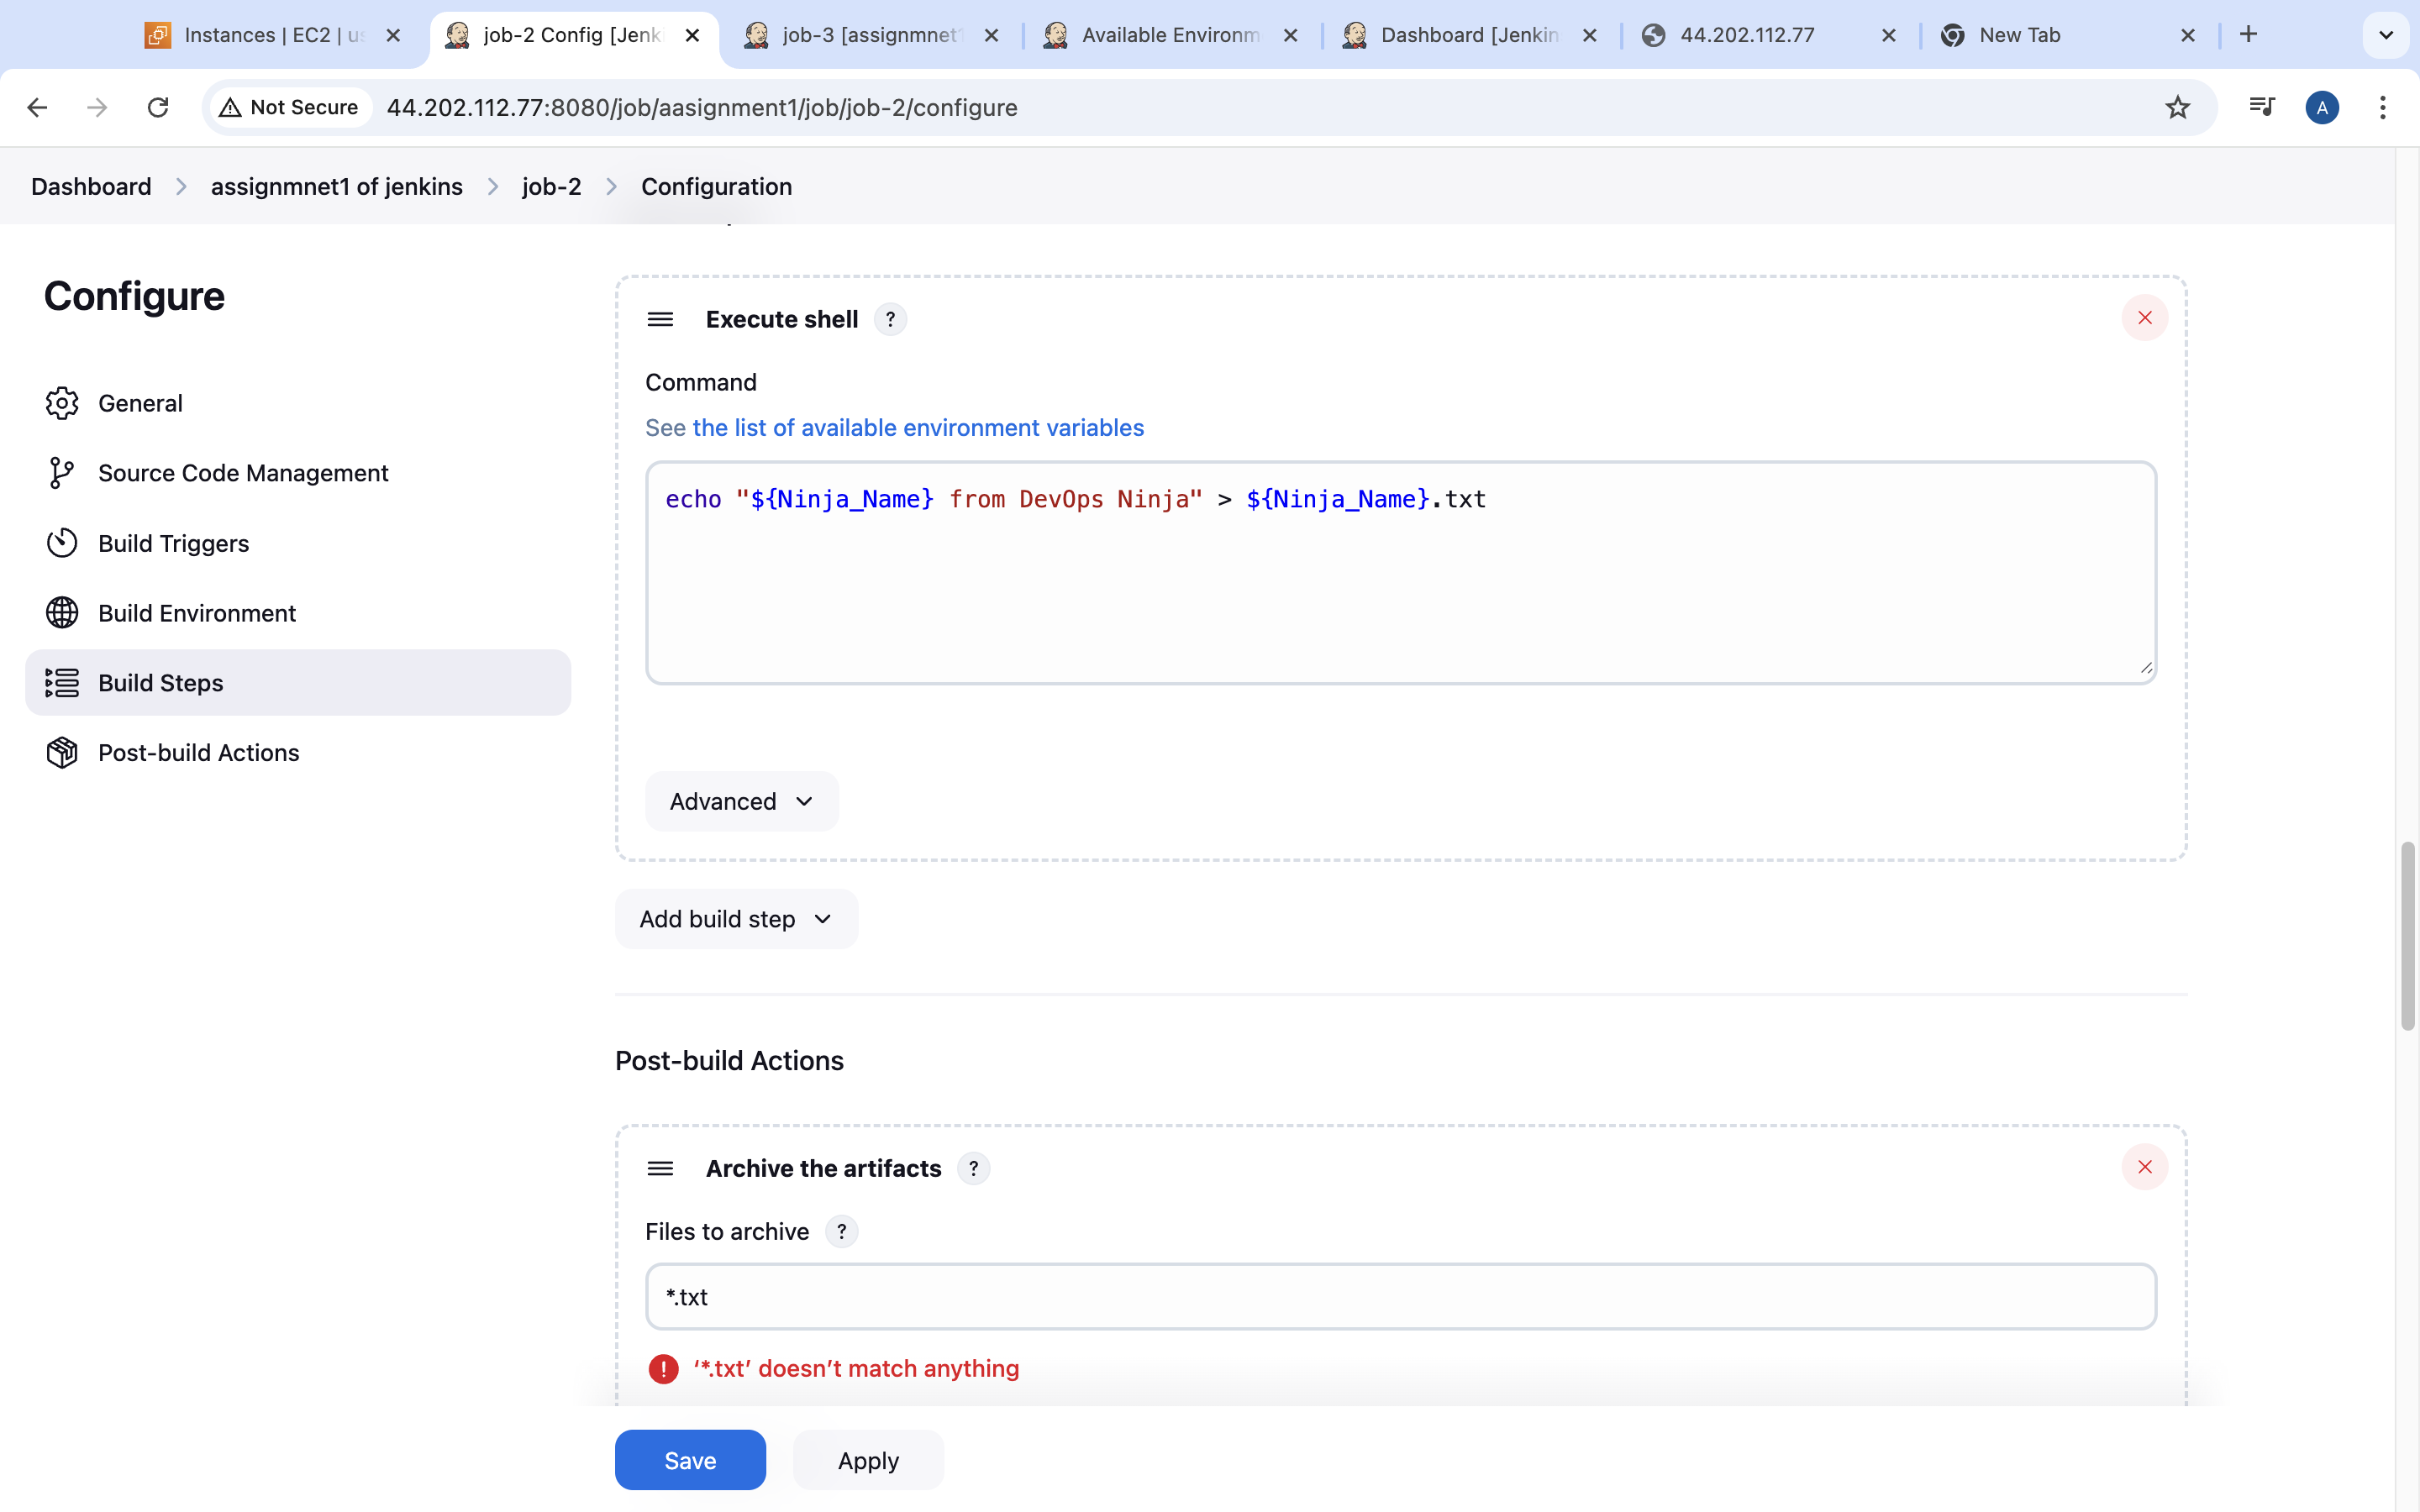 Instances | EC2 | us
job-2 Config [Jenk
job-3 [assignmnet1
Available Environm
Dashboard [Jenkin
44.202.112.77
New Tab
Not Secure
44.202.112.77:8080/job/aasignment1/job/job-2/configure
A
Dashboard > assignmnet1 of jenkins > job-2 > Configuration
Configure
General
Source Code Management
Build Triggers
Build Environment
Build Steps
Post-build Actions
Execute shell ?
Command
See the list of available environment variables
echo "${Ninja_Name} from DevOps Ninja" > ${Ninja_Name}.txt
Advanced
Add build step
Post-build Actions
Archive the artifacts ?
Files to archive ?
*.txt
‘*.txt’ doesn’t match anything
Save
Apply